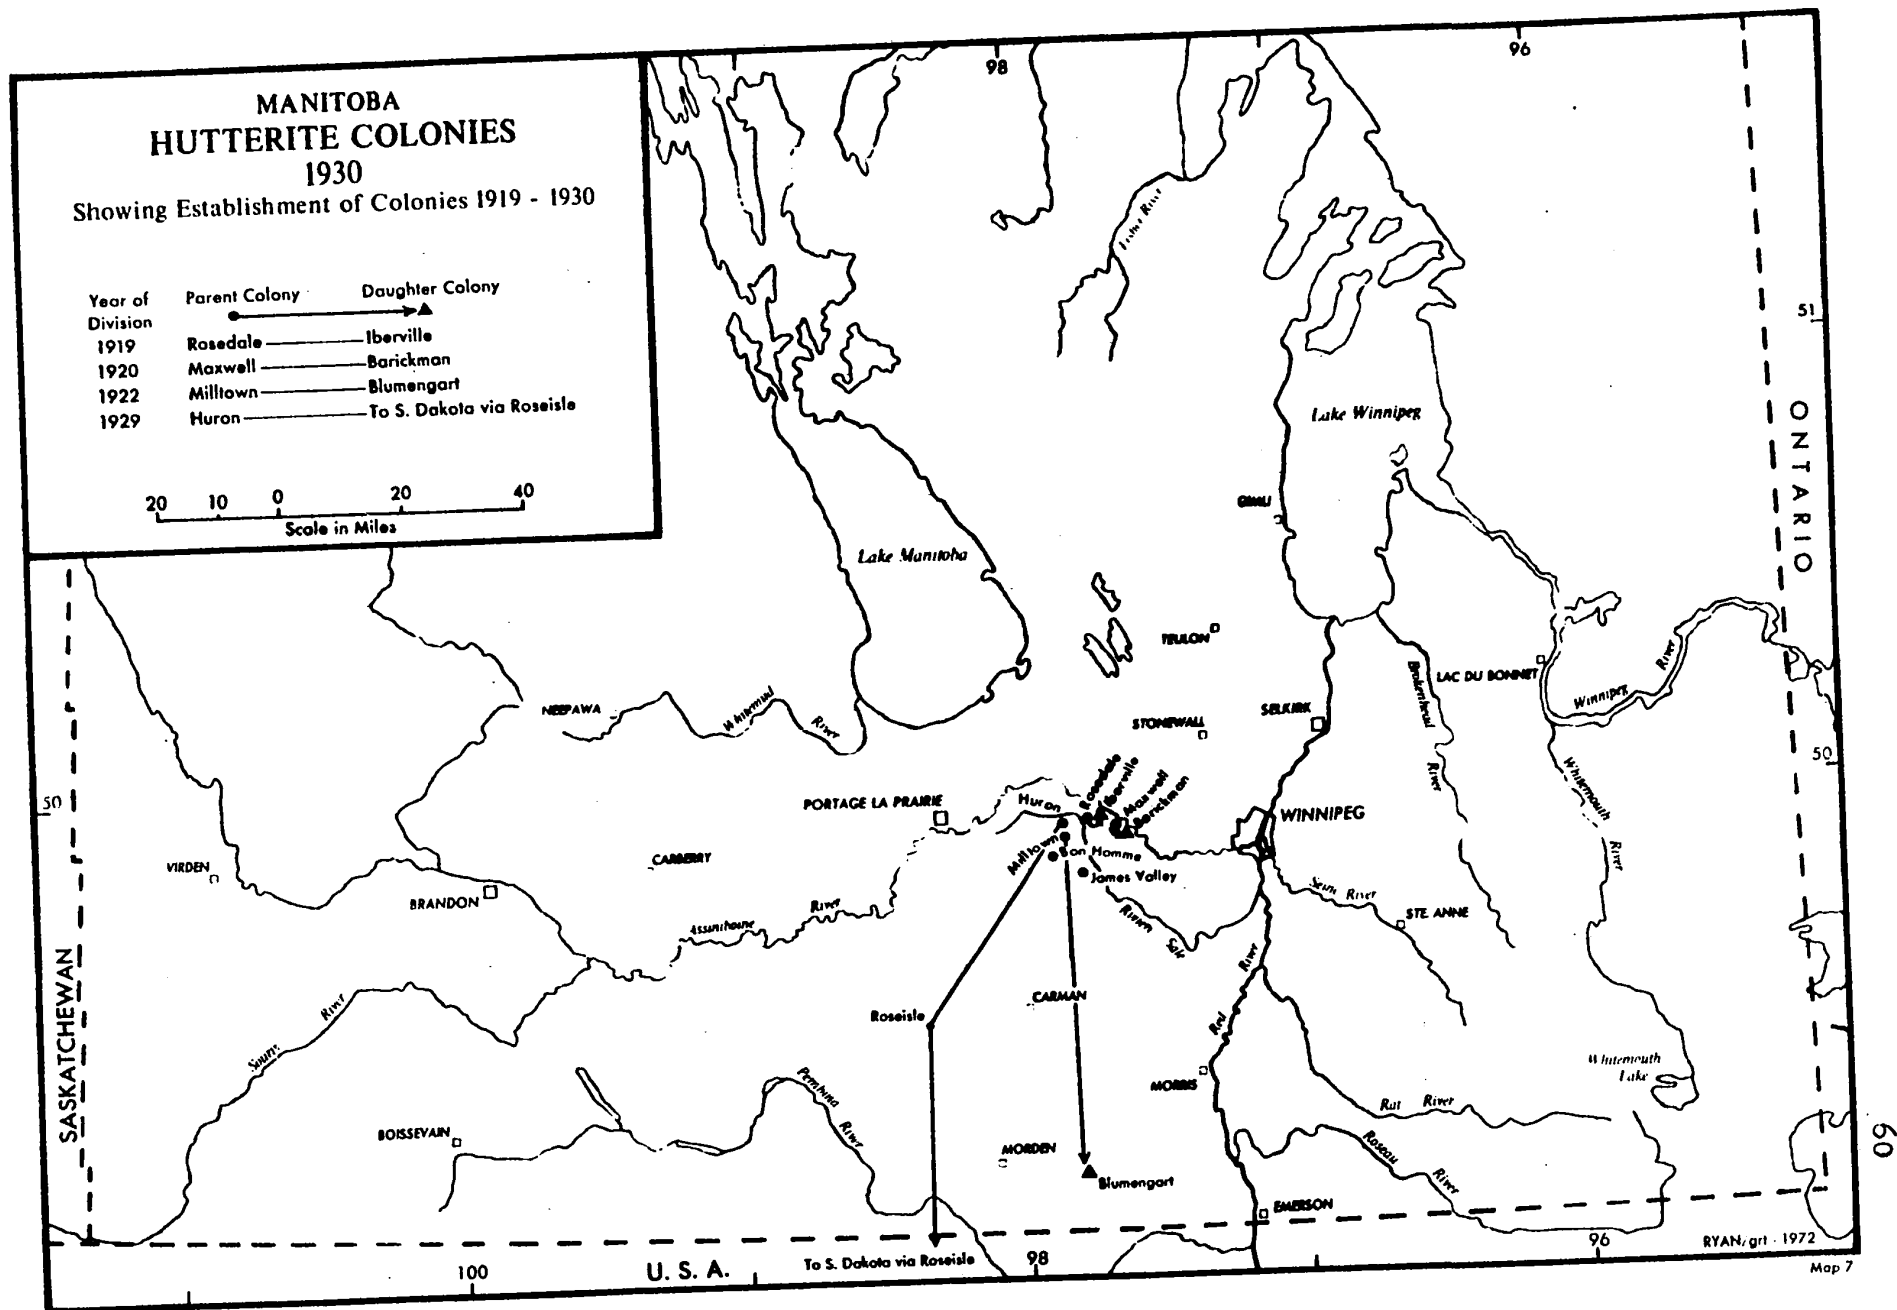 MANITOBA
HUTTERITE COLONIES
1930
Showing Establishment of Colonies 1919 - 1930
Year of Division Parent Colony Daughter Colony
1919 Rosedale Iberville
1920 Maxwell Barickman
1922 Milltown Blumengart
1929 Huron To S. Dakota via Roseisle
20 10 0 20 40
Scale in Miles
98
96
Fisher River
51
ONTARIO
Lake Winnipeg
GIMLI
Lake Manitoba
TEULON
LAC DU BONNET
Brokenhead River
Winnipeg River
NEEPAWA
Whitemud River
STONEWALL
SELKIRK
50
50
Whitemouth River
PORTAGE LA PRAIRIE
Huron
Rosedale
Iberville
Maxwell
Barickman
WINNIPEG
Milltown
Bon Homme
James Valley
VIRDEN
CARBERRY
BRANDON
Assiniboine River
Riviere Sale
Seine River
STE. ANNE
SASKATCHEWAN
Souris River
Roseisle
CARMAN
Red River
MORRIS
Whitemouth Lake
Rat River
Pembina River
BOISSEVAIN
MORDEN
Blumengart
Roseau River
EMERSON
60
100
U. S. A.
To S. Dakota via Roseisle
98
96
RYAN/grt - 1972
Map 7